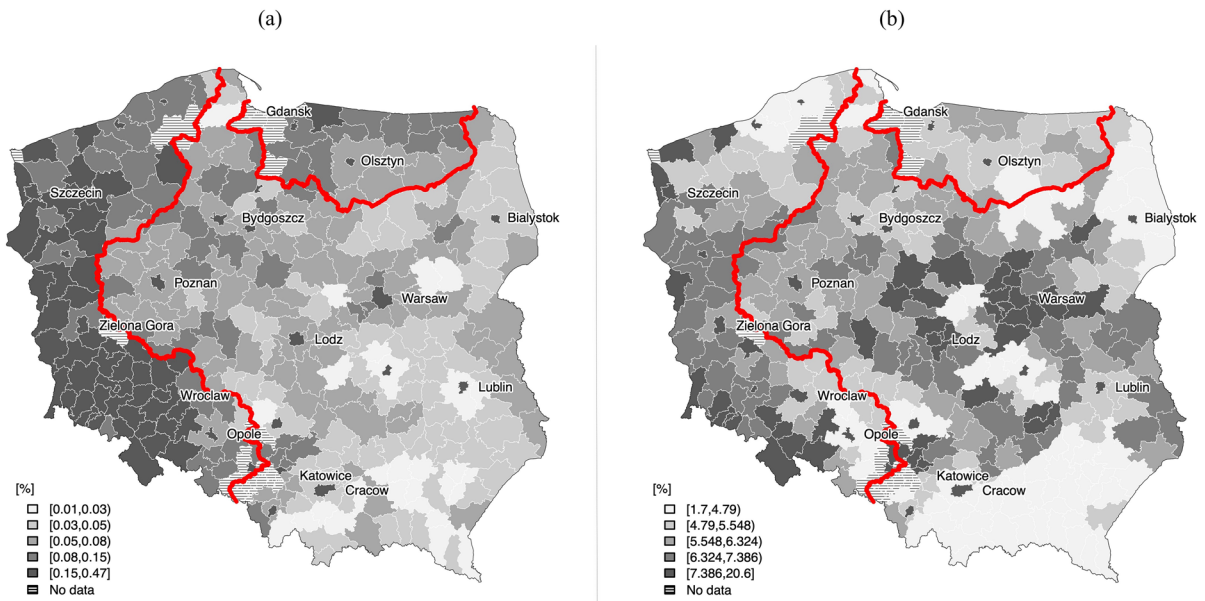 (a)
Gdansk
Olsztyn
Szczecin
Bydgoszcz
Bialystok
Poznan
Warsaw
Zielona Gora
Lodz
Wroclaw
Lublin
Opole
Katowice
Cracow
[%]
[0.01,0.03)
[0.03,0.05)
[0.05,0.08)
[0.08,0.15)
[0.15,0.47]
No data
(b)
Gdansk
Olsztyn
Szczecin
Bydgoszcz
Bialystok
Poznan
Warsaw
Zielona Gora
Lodz
Wroclaw
Lublin
Opole
Katowice
Cracow
[%]
[1.7,4.79)
[4.79,5.548)
[5.548,6.324)
[6.324,7.386)
[7.386,20.6]
No data